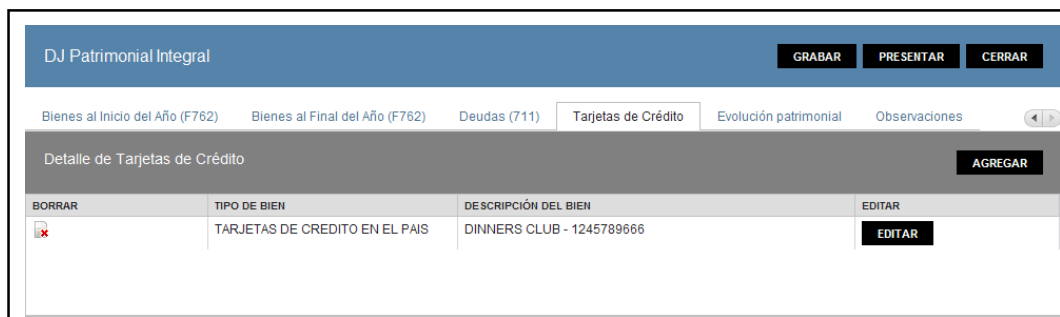 DJ Patrimonial Integral
GRABAR PRESENTAR CERRAR
Bienes al Inicio del Año (F762) Bienes al Final del Año (F762) Deudas (711) Tarjetas de Crédito Evolución patrimonial Observaciones
Detalle de Tarjetas de Crédito
AGREGAR
BORRAR TIPO DE BIEN DESCRIPCIÓN DEL BIEN EDITAR
TARJETAS DE CREDITO EN EL PAIS DINNERS CLUB - 1245789666 EDITAR